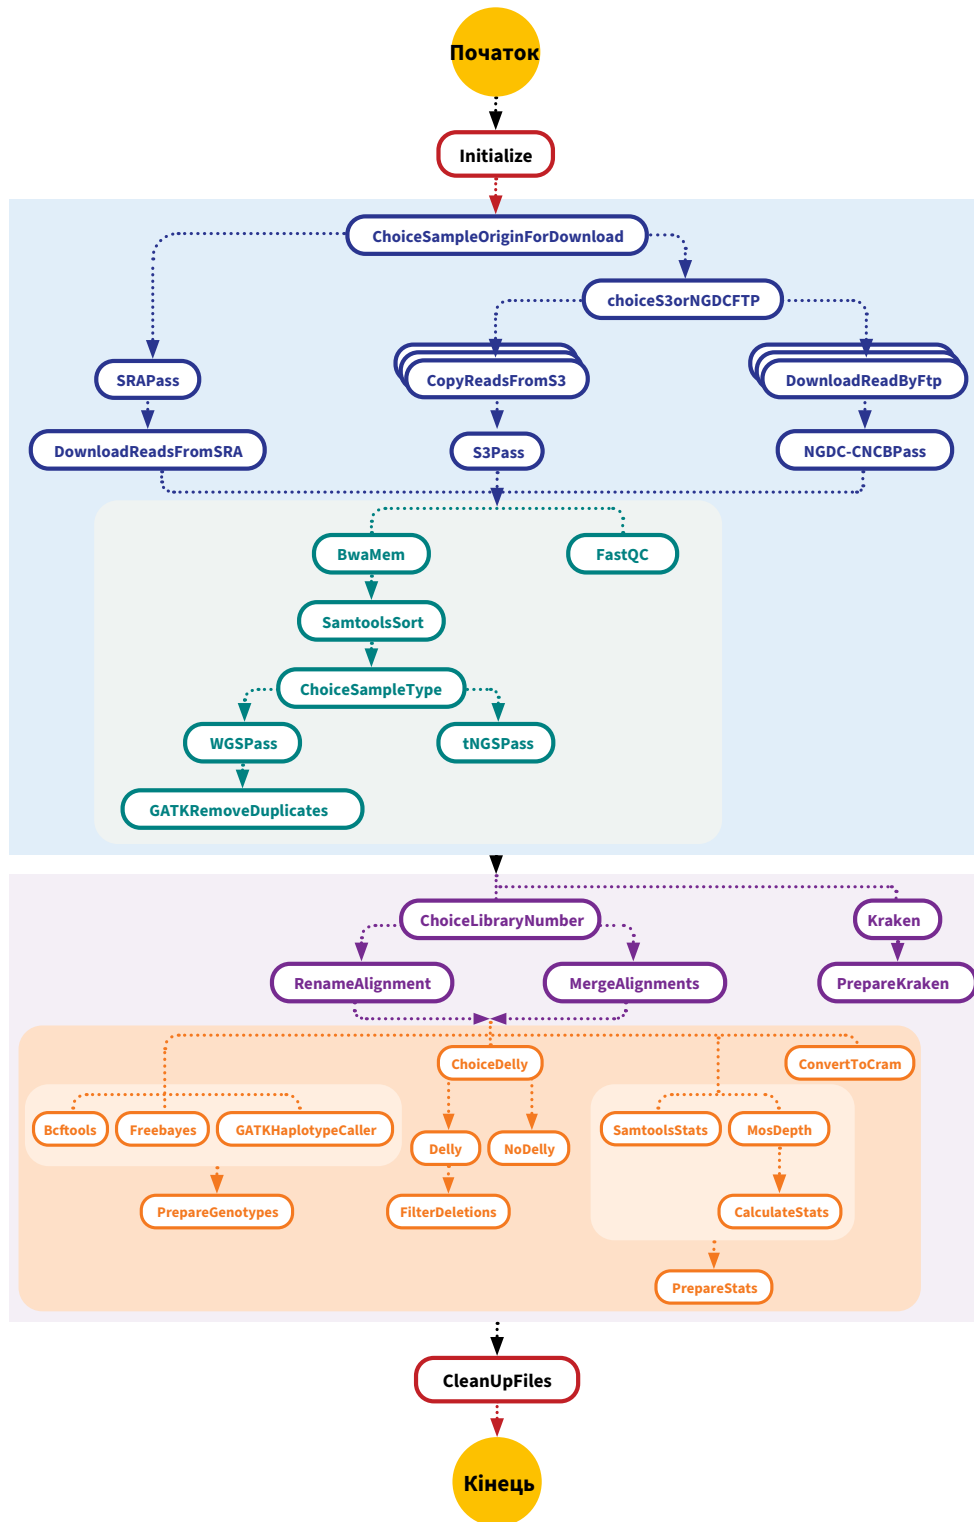 Початок
Initialize
ChoiceSampleOriginForDownload
choiceS3orNGDCFTP
SRAPass
CopyReadsFromS3
DownloadReadByFtp
DownloadReadsFromSRA
S3Pass
NGDC-CNCBPass
BwaMem
FastQC
SamtoolsSort
ChoiceSampleType
WGSPass
tNGSPass
GATKRemoveDuplicates
ChoiceLibraryNumber
Kraken
RenameAlignment
MergeAlignments
PrepareKraken
ChoiceDelly
ConvertToCram
Bcftools
Freebayes
GATKHaplotypeCaller
Delly
NoDelly
SamtoolsStats
MosDepth
PrepareGenotypes
FilterDeletions
CalculateStats
PrepareStats
CleanUpFiles
Кінець